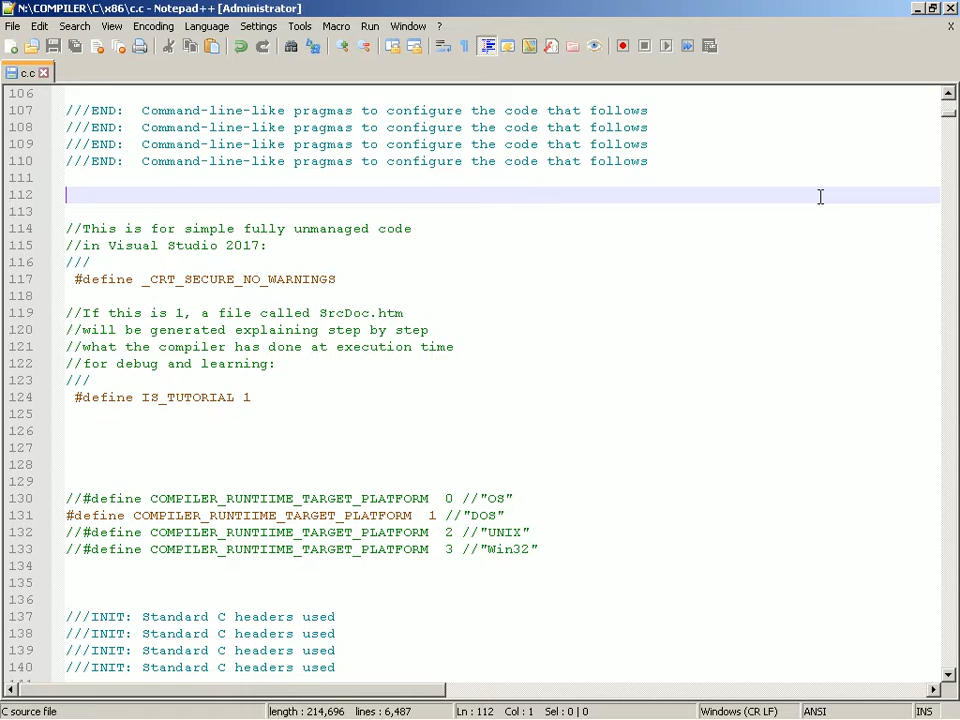 N:\COMPILER\C\x86\c.c - Notepad++ [Administrator]
File Edit Search View Encoding Language Settings Tools Macro Run Window ? X
c.c
106
107 ///END:  Command-line-like pragmas to configure the code that follows
108 ///END:  Command-line-like pragmas to configure the code that follows
109 ///END:  Command-line-like pragmas to configure the code that follows
110 ///END:  Command-line-like pragmas to configure the code that follows
111
112
113
114 //This is for simple fully unmanaged code
115 //in Visual Studio 2017:
116 ///
117  #define _CRT_SECURE_NO_WARNINGS
118
119 //If this is 1, a file called SrcDoc.htm
120 //will be generated explaining step by step
121 //what the compiler has done at execution time
122 //for debug and learning:
123 ///
124  #define IS_TUTORIAL 1
125
126
127
128
129
130 //#define COMPILER_RUNTIIME_TARGET_PLATFORM  0 //"OS"
131 #define COMPILER_RUNTIIME_TARGET_PLATFORM  1 //"DOS"
132 //#define COMPILER_RUNTIIME_TARGET_PLATFORM  2 //"UNIX"
133 //#define COMPILER_RUNTIIME_TARGET_PLATFORM  3 //"Win32"
134
135
136
137 ///INIT: Standard C headers used
138 ///INIT: Standard C headers used
139 ///INIT: Standard C headers used
140 ///INIT: Standard C headers used
C source file length : 214,696 lines : 6,487 Ln : 112 Col : 1 Sel : 0 | 0 Windows (CR LF) ANSI INS